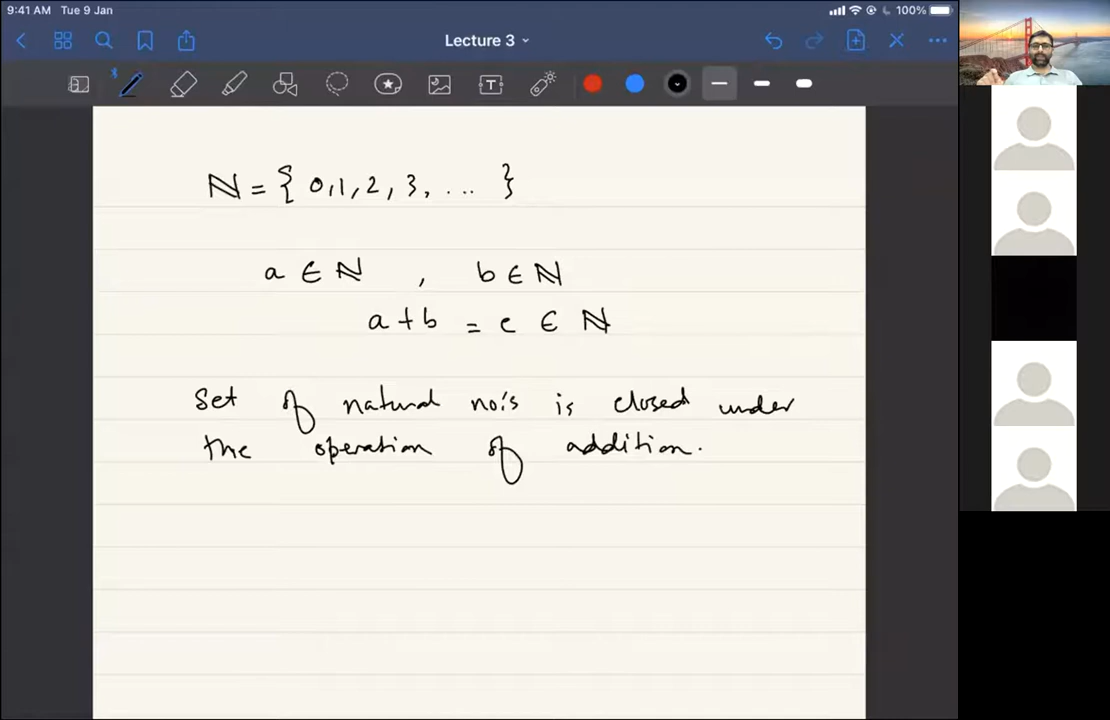 9:41 AM Tue 9 Jan
100%
Lecture 3
ℕ = { 0, 1, 2, 3, ... }
a ∈ ℕ , b ∈ ℕ
a + b = c ∈ ℕ
Set of natural no's is closed under
the operation of addition.